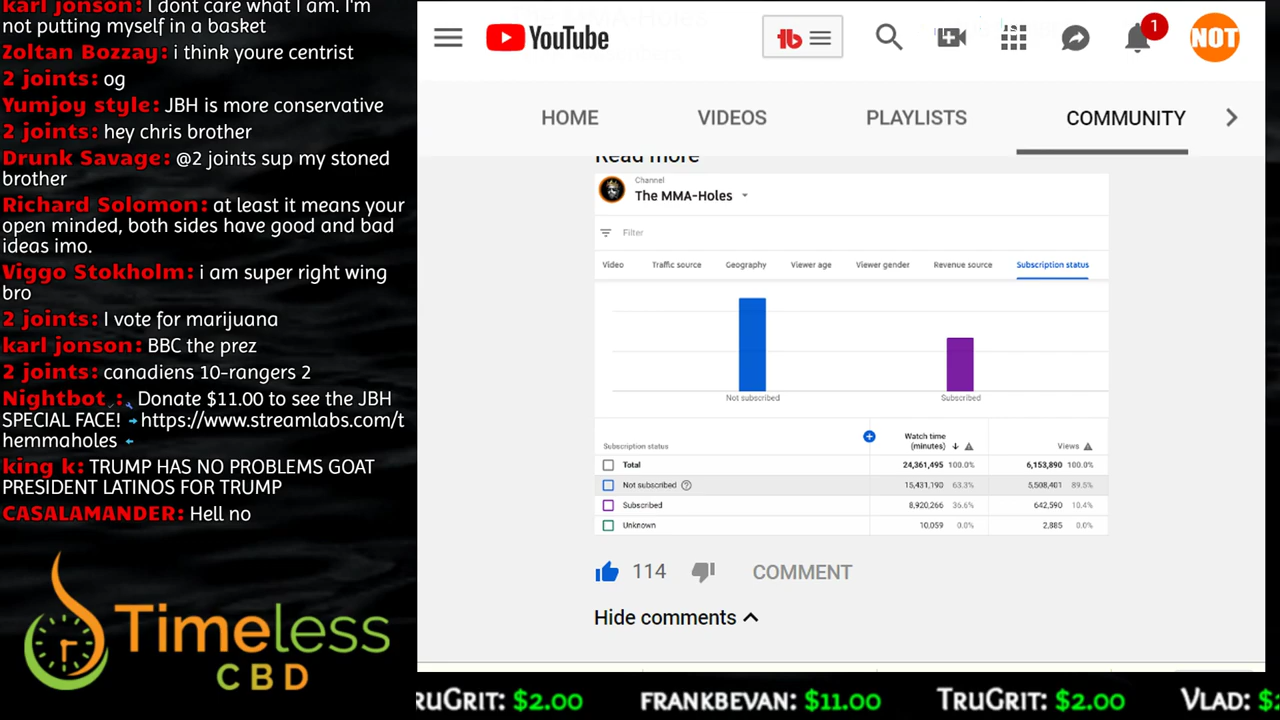 karl jonson: I dont care what I am. I'm
not putting myself in a basket
Zoltan Bozzay: i think youre centrist
2 joints: og
Yumjoy style: JBH is more conservative
2 joints: hey chris brother
Drunk Savage: @2 joints sup my stoned
brother
Richard Solomon: at least it means your
open minded, both sides have good and bad
ideas imo.
Viggo Stokholm: i am super right wing
bro
2 joints: I vote for marijuana
karl jonson: BBC the prez
2 joints: canadiens 10-rangers 2
Nightbot: Donate $11.00 to see the JBH
SPECIAL FACE! https://www.streamlabs.com/t
hemmaholes
king k: TRUMP HAS NO PROBLEMS GOAT
PRESIDENT LATINOS FOR TRUMP
CASALAMANDER: Hell no
Timeless
CBD
YouTube
tb
1
NOT
HOME VIDEOS PLAYLISTS COMMUNITY
Read more
Channel
The MMA-Holes
Filter
Video Traffic source Geography Viewer age Viewer gender Revenue source Subscription status
Not subscribed Subscribed
Subscription status Watch time (minutes) Views
Total 24,361,495 100.0% 6,153,890 100.0%
Not subscribed 15,431,190 63.3% 5,508,401 89.5%
Subscribed 8,920,266 36.6% 642,590 10.4%
Unknown 10,059 0.0% 2,885 0.0%
114 COMMENT
Hide comments
ruGrit: $2.00 FRANKBEVAN: $11.00 TruGrit: $2.00 Vlad: $2